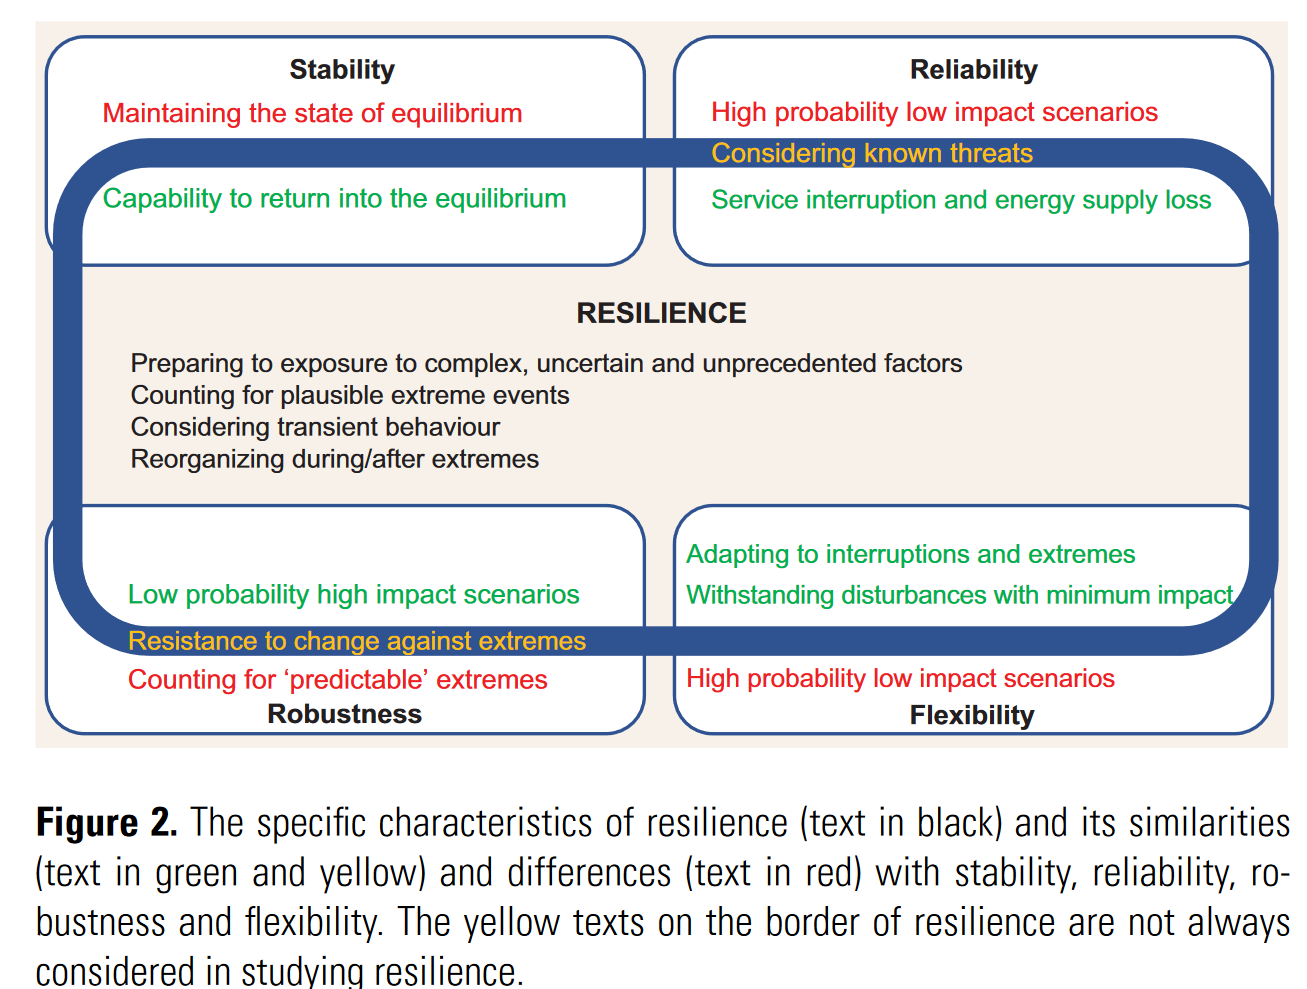 Stability
Maintaining the state of equilibrium
Capability to return into the equilibrium
Reliability
High probability low impact scenarios
Considering known threats
Service interruption and energy supply loss
RESILIENCE
Preparing to exposure to complex, uncertain and unprecedented factors
Counting for plausible extreme events
Considering transient behaviour
Reorganizing during/after extremes
Low probability high impact scenarios
Resistance to change against extremes
Counting for ‘predictable’ extremes
Robustness
Adapting to interruptions and extremes
Withstanding disturbances with minimum impact
High probability low impact scenarios
Flexibility
Figure 2. The specific characteristics of resilience (text in black) and its similarities
(text in green and yellow) and differences (text in red) with stability, reliability, ro-
bustness and flexibility. The yellow texts on the border of resilience are not always
considered in studying resilience.